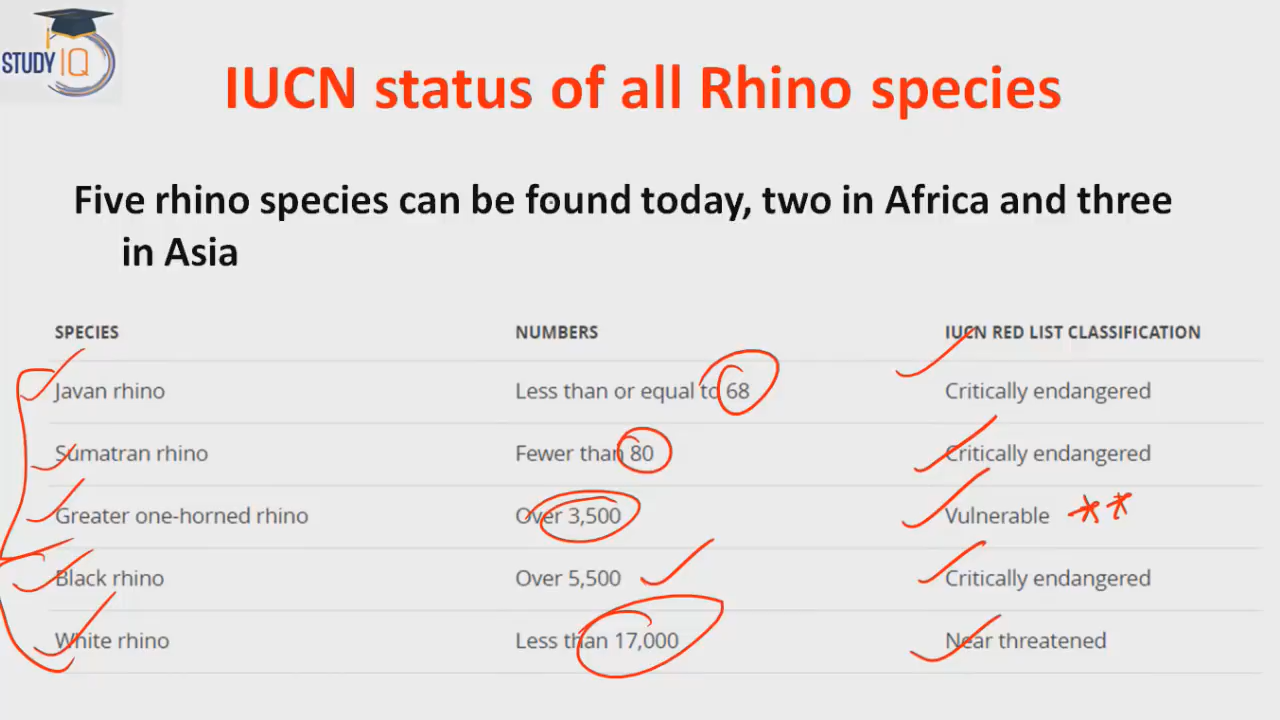 STUDY IQ
IUCN status of all Rhino species
Five rhino species can be found today, two in Africa and three
in Asia
SPECIES NUMBERS IUCN RED LIST CLASSIFICATION
Javan rhino Less than or equal to 68 Critically endangered
Sumatran rhino Fewer than 80 Critically endangered
Greater one-horned rhino Over 3,500 Vulnerable **
Black rhino Over 5,500 Critically endangered
White rhino Less than 17,000 Near threatened